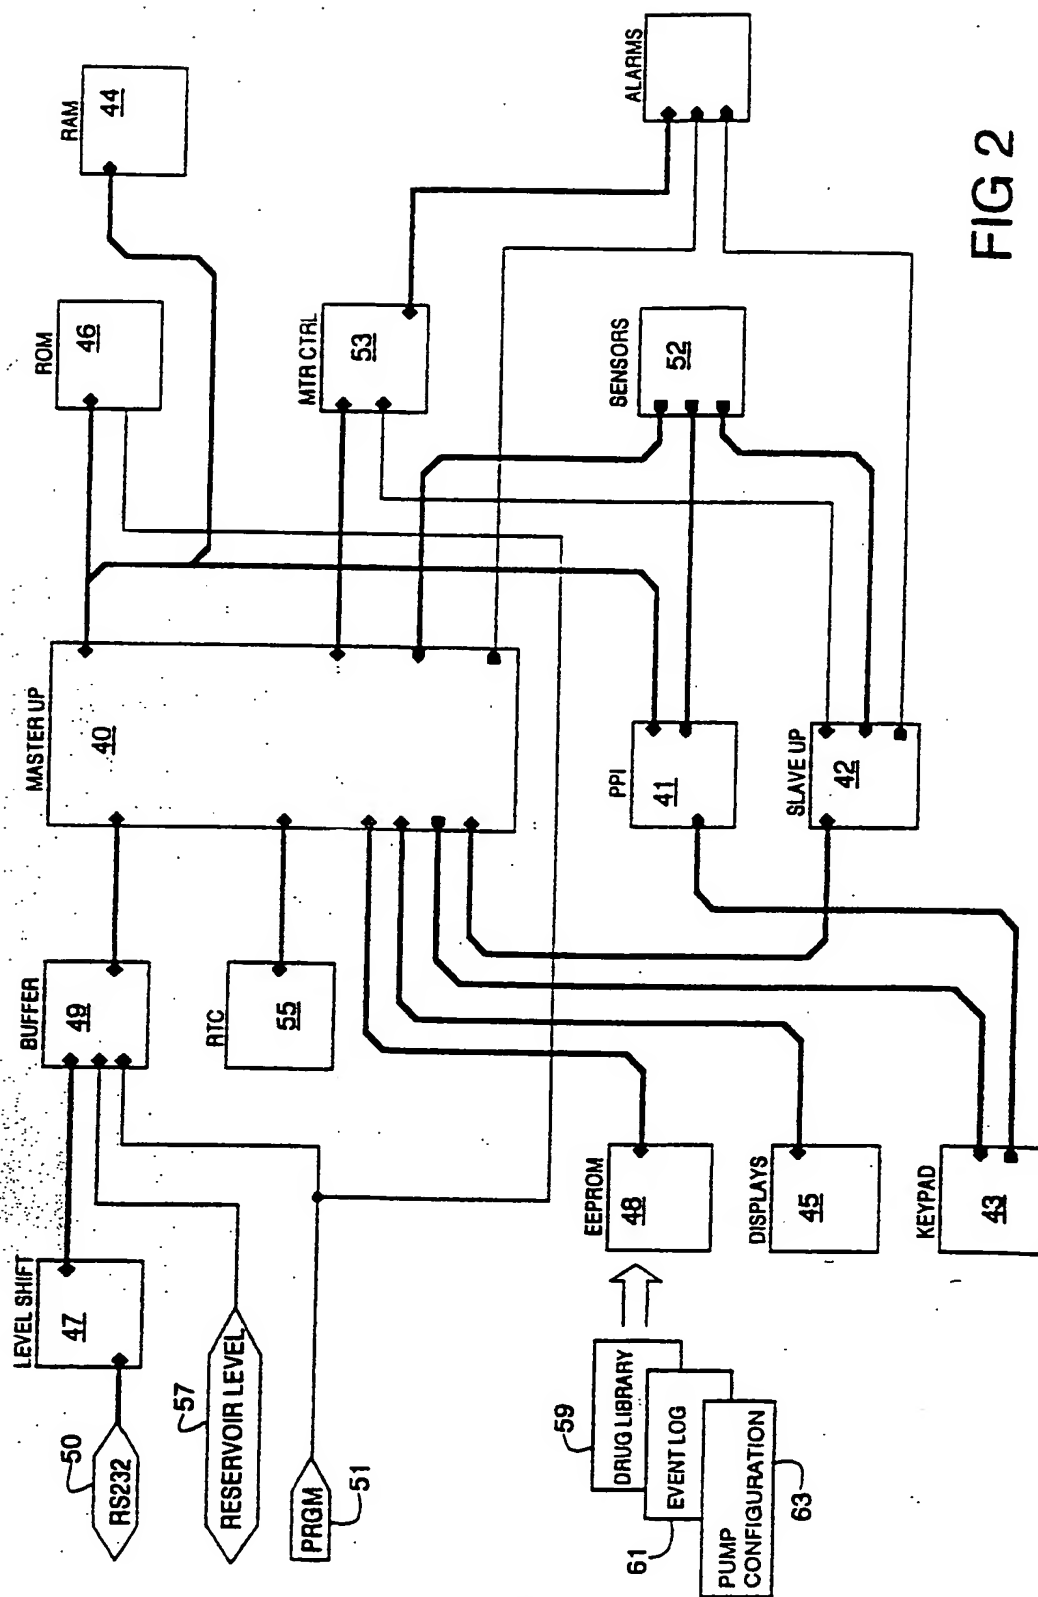 RS232
50
LEVEL SHIFT
47
RESERVOIR LEVEL
57
PRGM
51
BUFFER
49
RTC
55
MASTER UP
40
ROM
46
RAM
44
MTR CTRL
53
SENSORS
52
ALARMS
PPI
41
SLAVE UP
42
EEPROM
48
DISPLAYS
45
KEYPAD
43
59
DRUG LIBRARY
61
EVENT LOG
PUMP
CONFIGURATION
63
FIG 2